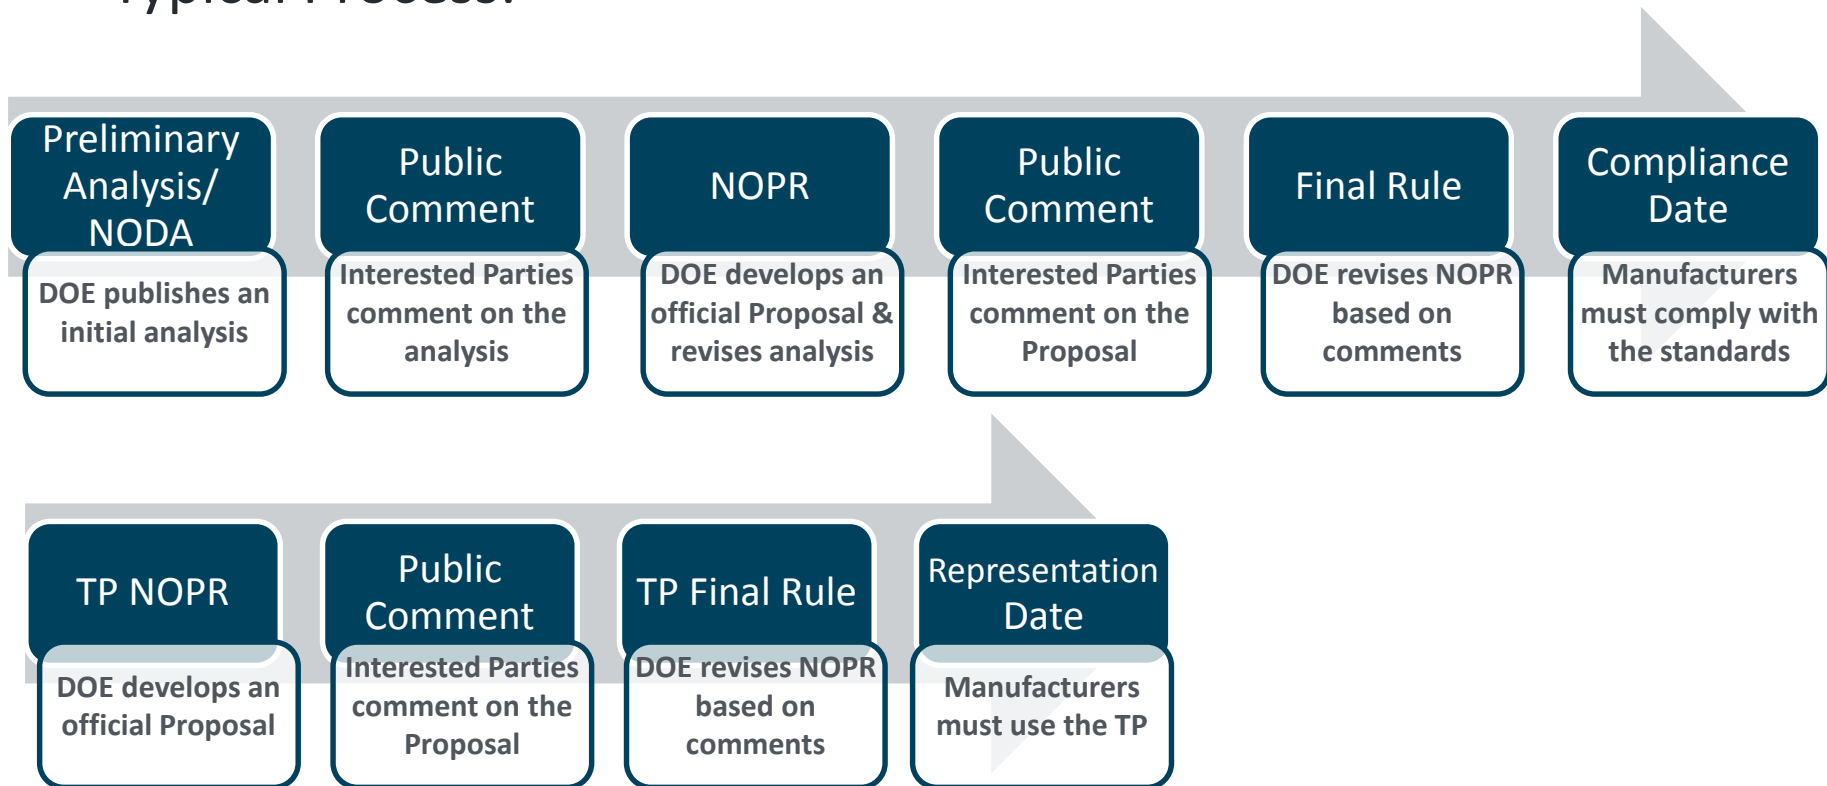 Typical Process:
Preliminary
Analysis/
NODA
DOE publishes an
initial analysis
Public
Comment
Interested Parties
comment on the
analysis
NOPR
DOE develops an
official Proposal &
revises analysis
Public
Comment
Interested Parties
comment on the
Proposal
Final Rule
DOE revises NOPR
based on
comments
Compliance
Date
Manufacturers
must comply with
the standards
TP NOPR
DOE develops an
official Proposal
Public
Comment
Interested Parties
comment on the
Proposal
TP Final Rule
DOE revises NOPR
based on
comments
Representation
Date
Manufacturers
must use the TP